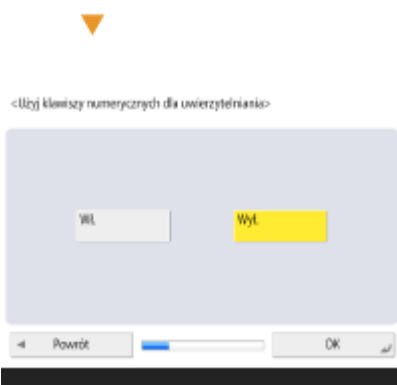 <Użyj klawiszy numerycznych dla uwierzytelniania>
Wł. Wył.
Powrót OK